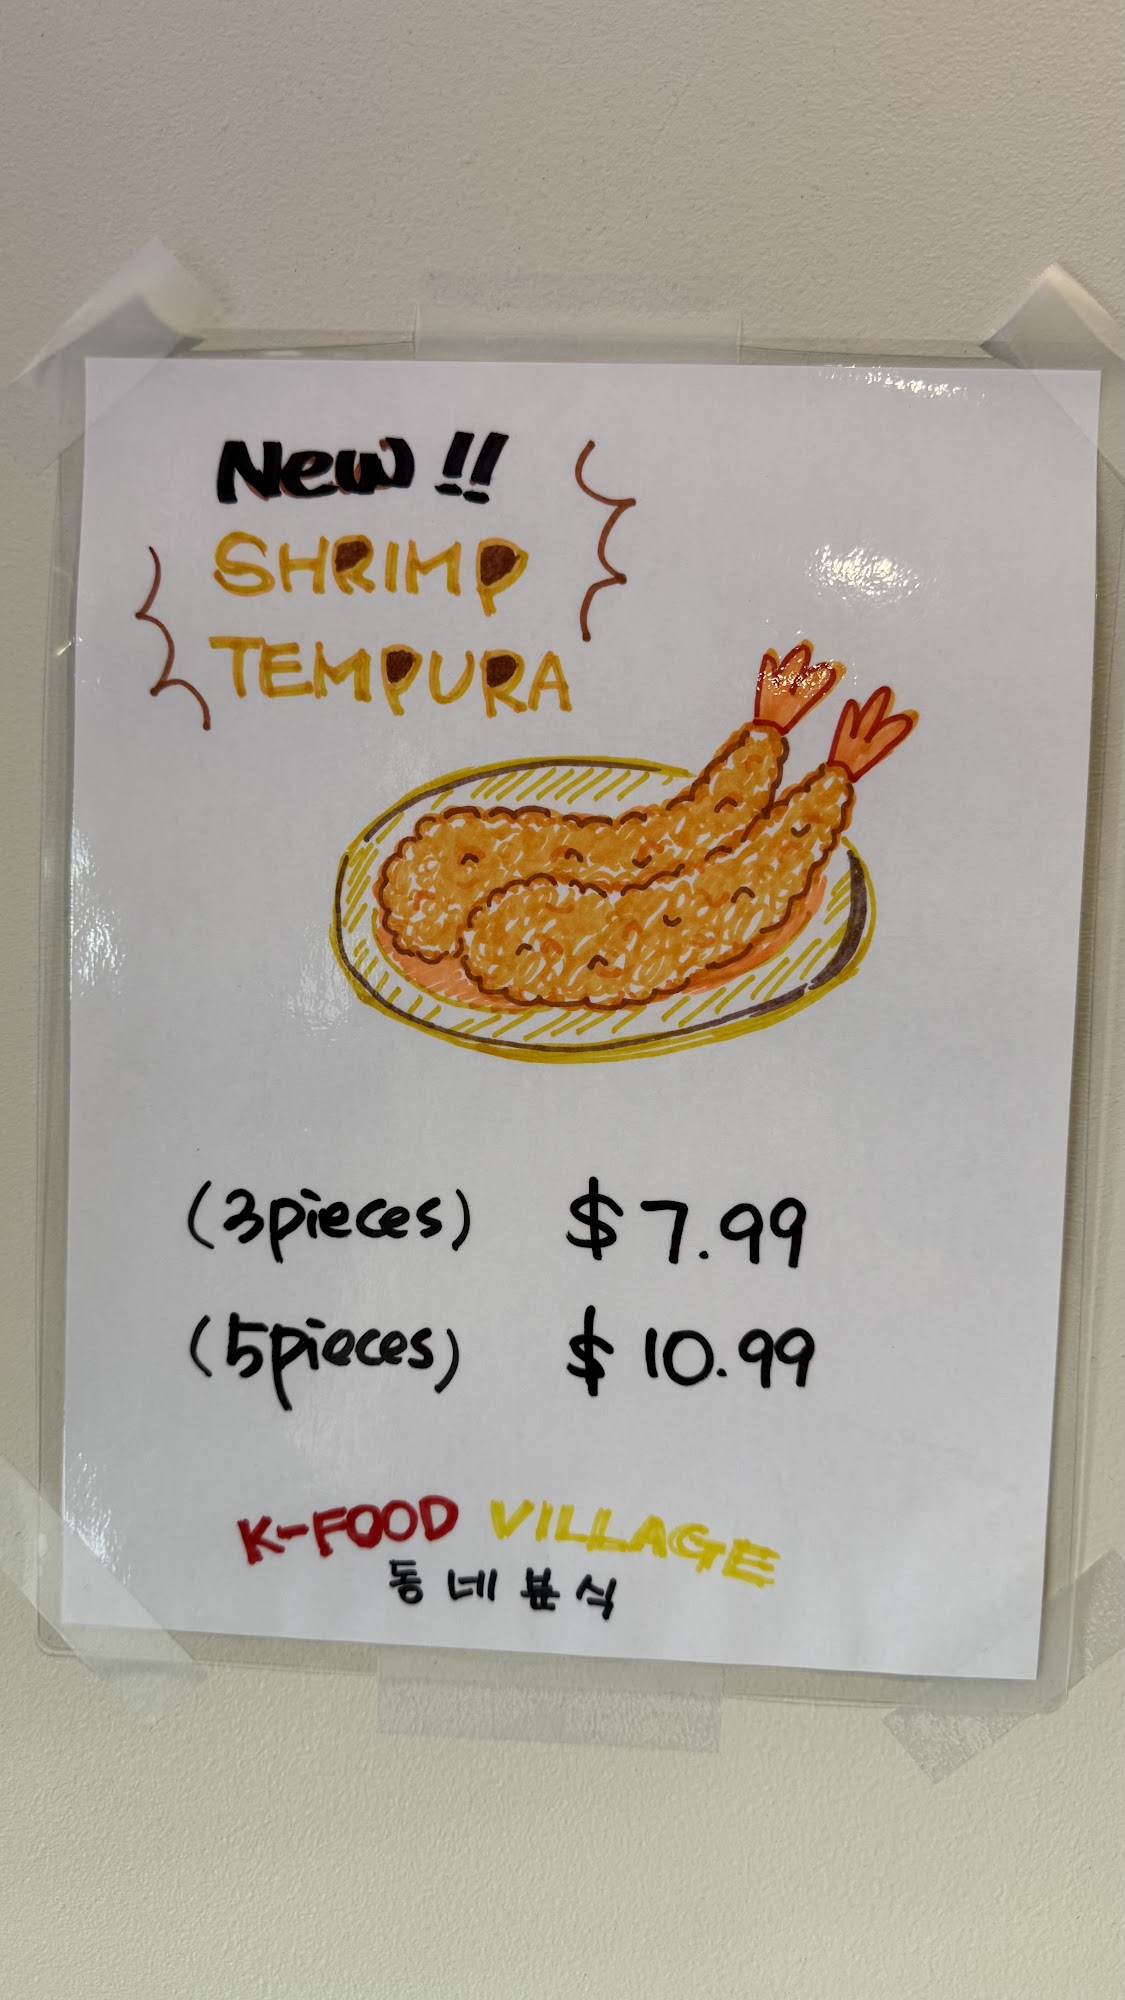 New!!
SHRIMP
TEMPURA
(3pieces) $7.99
(5pieces) $10.99
K-FOOD VILLAGE
동네분식